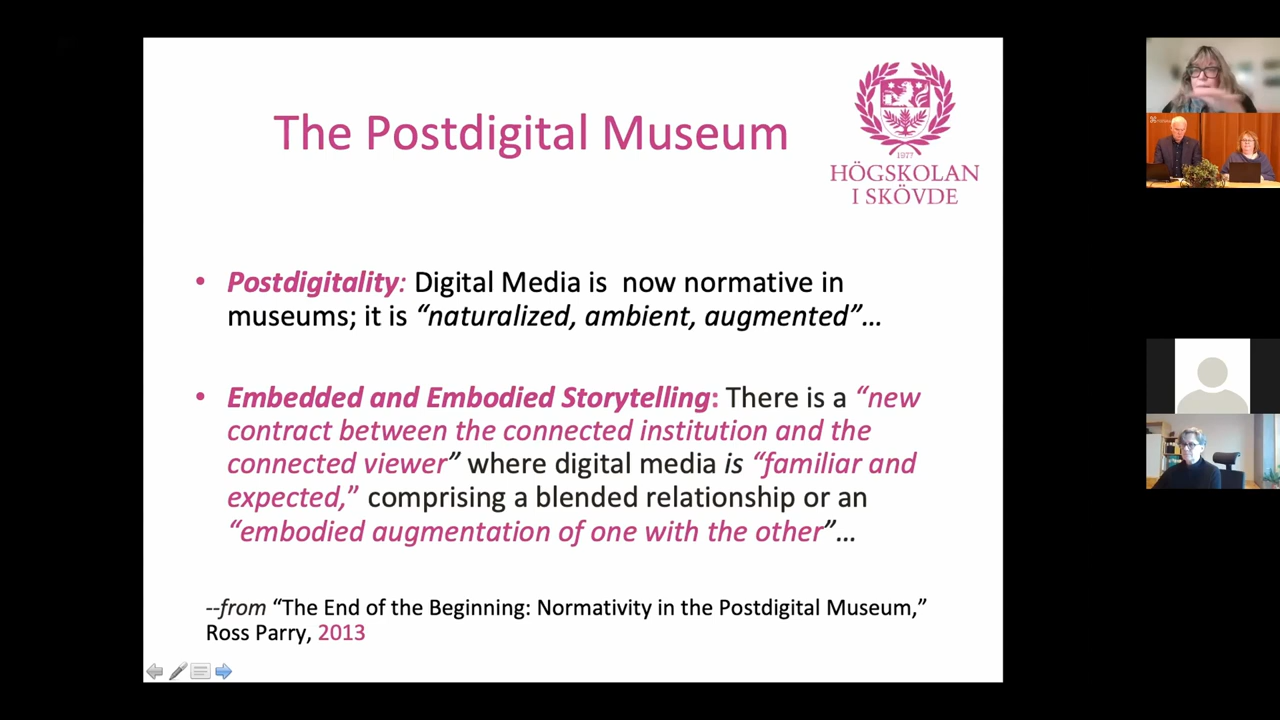 The Postdigital Museum
1977
HÖGSKOLAN
I SKÖVDE
• Postdigitality: Digital Media is now normative in
museums; it is “naturalized, ambient, augmented”…
• Embedded and Embodied Storytelling: There is a “new
contract between the connected institution and the
connected viewer” where digital media is “familiar and
expected,” comprising a blended relationship or an
“embodied augmentation of one with the other”…
--from “The End of the Beginning: Normativity in the Postdigital Museum,”
Ross Parry, 2013